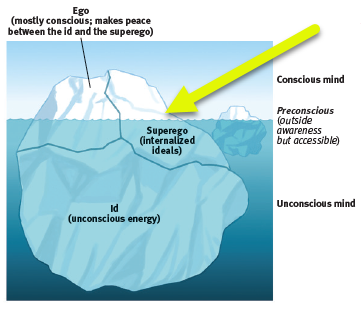 Ego
(mostly conscious; makes peace
between the id and the superego)
Conscious mind
Preconscious
(outside
awareness
but accessible)
Superego
(internalized
ideals)
Unconscious mind
Id
(unconscious energy)